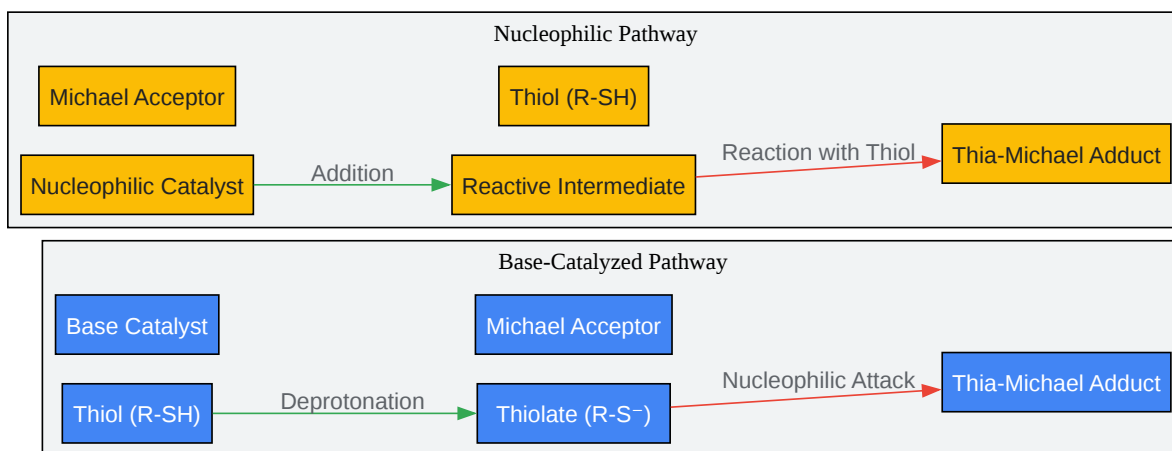 Nucleophilic Pathway
Michael Acceptor
Thiol (R-SH)
Nucleophilic Catalyst
Addition
Reactive Intermediate
Reaction with Thiol
Thia-Michael Adduct
Base-Catalyzed Pathway
Base Catalyst
Michael Acceptor
Thiol (R-SH)
Deprotonation
Thiolate (R-S⁻)
Nucleophilic Attack
Thia-Michael Adduct